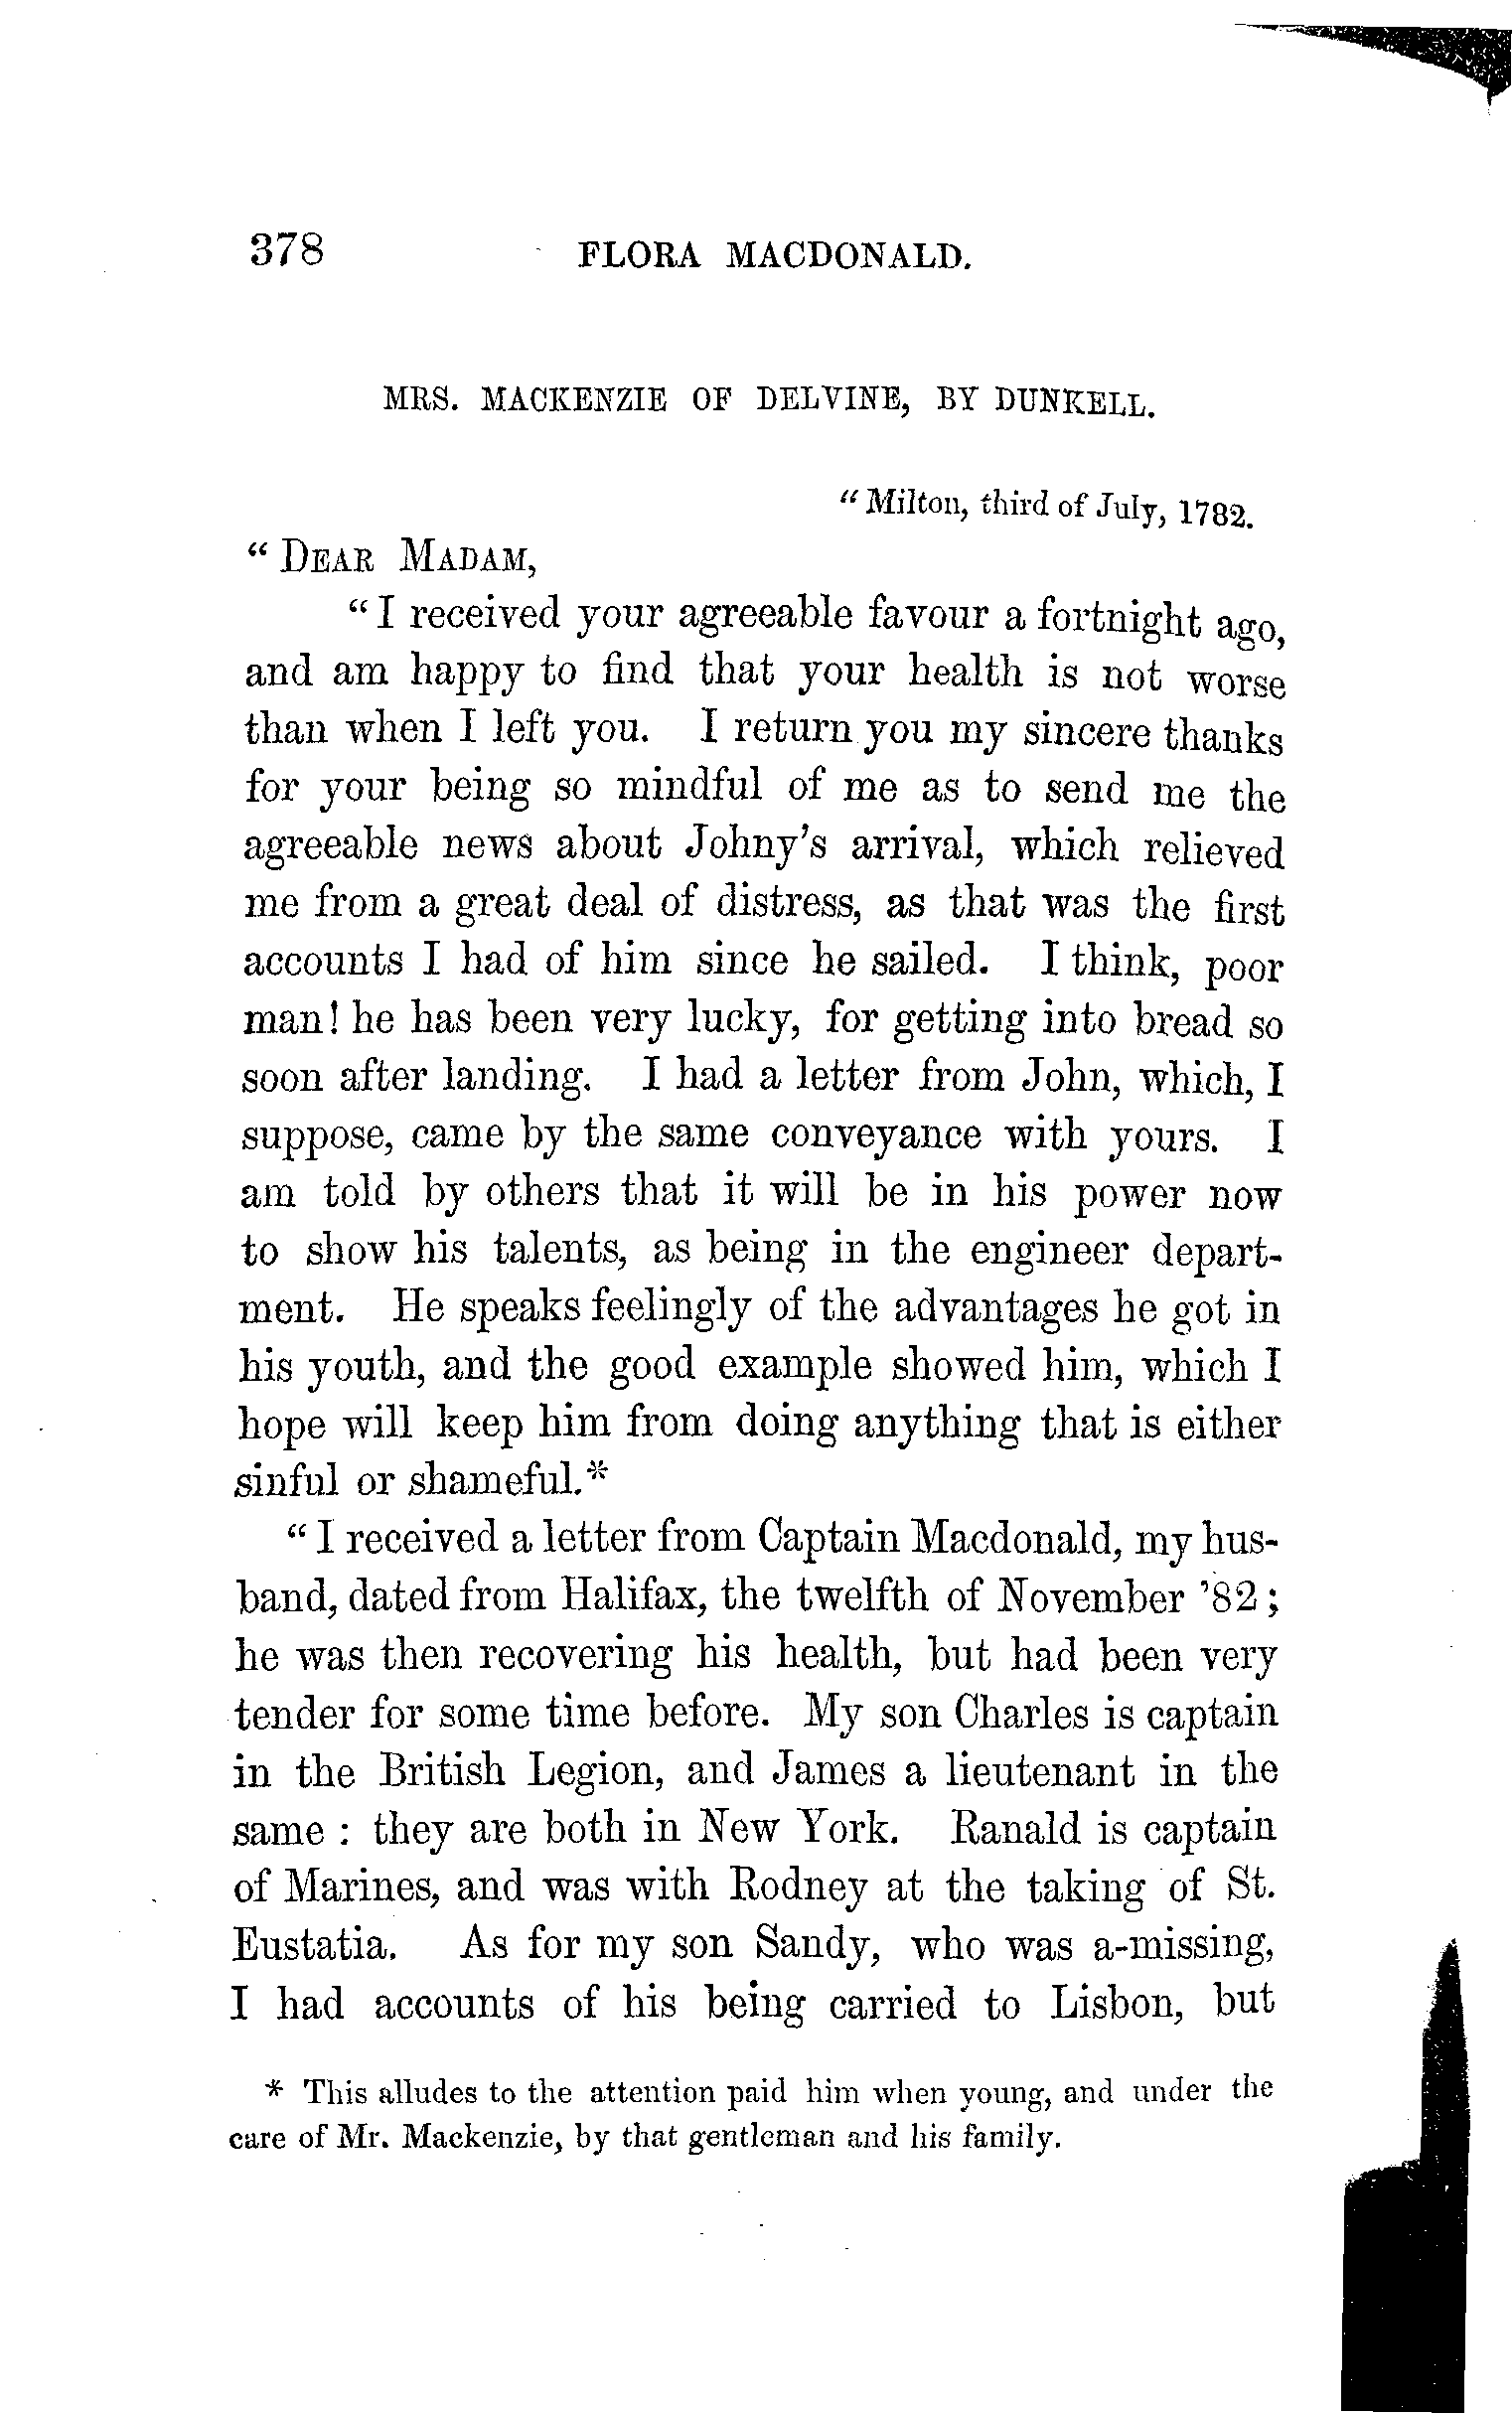 378 FLORA MACDONALD.
MRS. MACKENZIE OF DELVINE, BY DUNKELL.
“Milton, third of July, 1782.
“DEAR MADAM,
“I received your agreeable favour a fortnight ago,
and am happy to find that your health is not worse
than when I left you. I return you my sincere thanks
for your being so mindful of me as to send me the
agreeable news about Johny's arrival, which relieved
me from a great deal of distress, as that was the first
accounts I had of him since he sailed. I think, poor
man! he has been very lucky, for getting into bread so
soon after landing. I had a letter from John, which, I
suppose, came by the same conveyance with yours. I
am told by others that it will be in his power now
to show his talents, as being in the engineer depart-
ment. He speaks feelingly of the advantages he got in
his youth, and the good example showed him, which I
hope will keep him from doing anything that is either
sinful or shameful.*
“I received a letter from Captain Macdonald, my hus-
band, dated from Halifax, the twelfth of November '82;
he was then recovering his health, but had been very
tender for some time before. My son Charles is captain
in the British Legion, and James a lieutenant in the
same : they are both in New York. Ranald is captain
of Marines, and was with Rodney at the taking of St.
Eustatia. As for my son Sandy, who was a-missing,
I had accounts of his being carried to Lisbon, but
* This alludes to the attention paid him when young, and under the
care of Mr. Mackenzie, by that gentleman and his family.